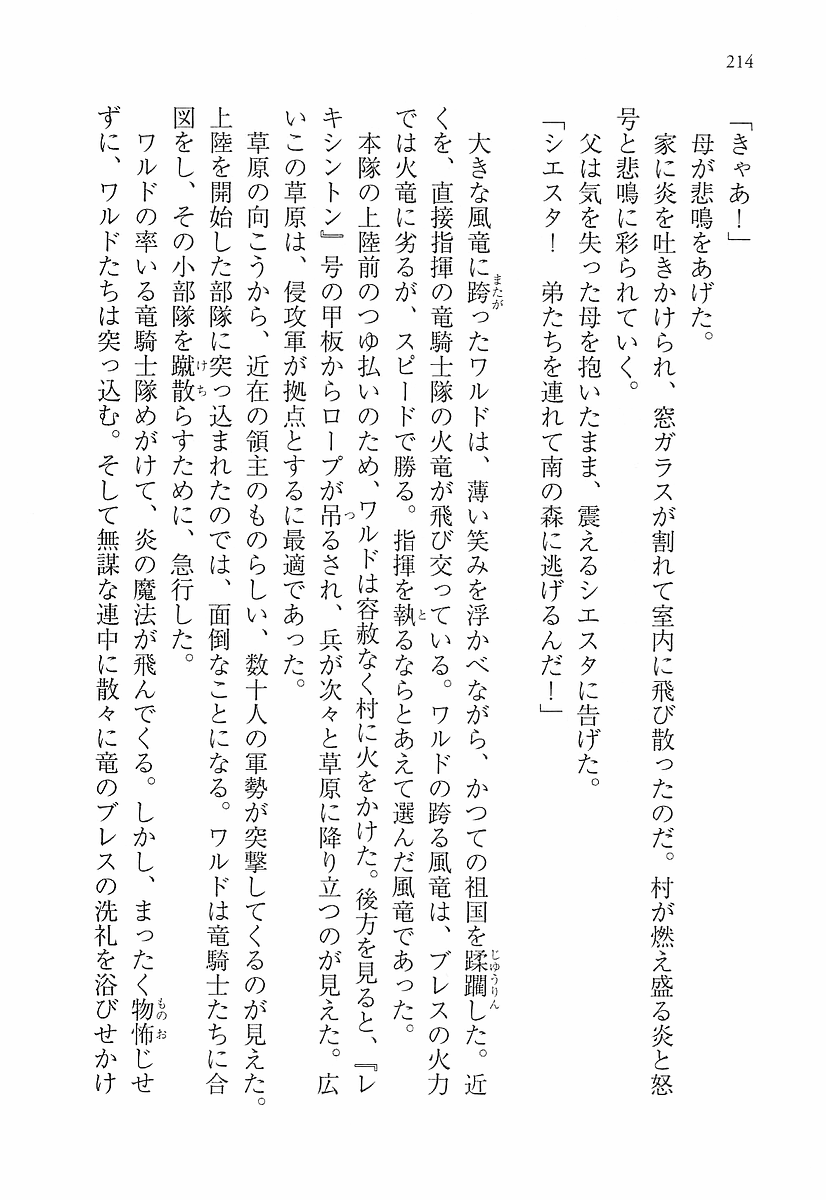 214
「きゃあ！」
母が悲鳴をあげた。
家に炎を吐きかけられ、窓ガラスが割れて室内に飛び散ったのだ。村が燃え盛る炎と怒
号と悲鳴に彩られていく。
父は気を失った母を抱いたまま、震えるシエスタに告げた。
「シエスタ！　弟たちを連れて南の森に逃げるんだ！」
大きな風竜に跨ったワルドは、薄い笑みを浮かべながら、かつての祖国を蹂躙した。近
くを、直接指揮の竜騎士隊の火竜が飛び交っている。ワルドの跨る風竜は、ブレスの火力
では火竜に劣るが、スピードで勝る。指揮を執るならとあえて選んだ風竜であった。
本隊の上陸前のつゆ払いのため、ワルドは容赦なく村に火をかけた。後方を見ると、『レ
キシントン』号の甲板からロープが吊るされ、兵が次々と草原に降り立つのが見えた。広
いこの草原は、侵攻軍が拠点とするに最適であった。
草原の向こうから、近在の領主のものらしい、数十人の軍勢が突撃してくるのが見えた。
上陸を開始した部隊に突っ込まれたのでは、面倒なことになる。ワルドは竜騎士たちに合
図をし、その小部隊を蹴散らすために、急行した。
ワルドの率いる竜騎士隊めがけて、炎の魔法が飛んでくる。しかし、まったく物怖じせ
ずに、ワルドたちは突っ込む。そして無謀な連中に散々に竜のブレスの洗礼を浴びせかけ